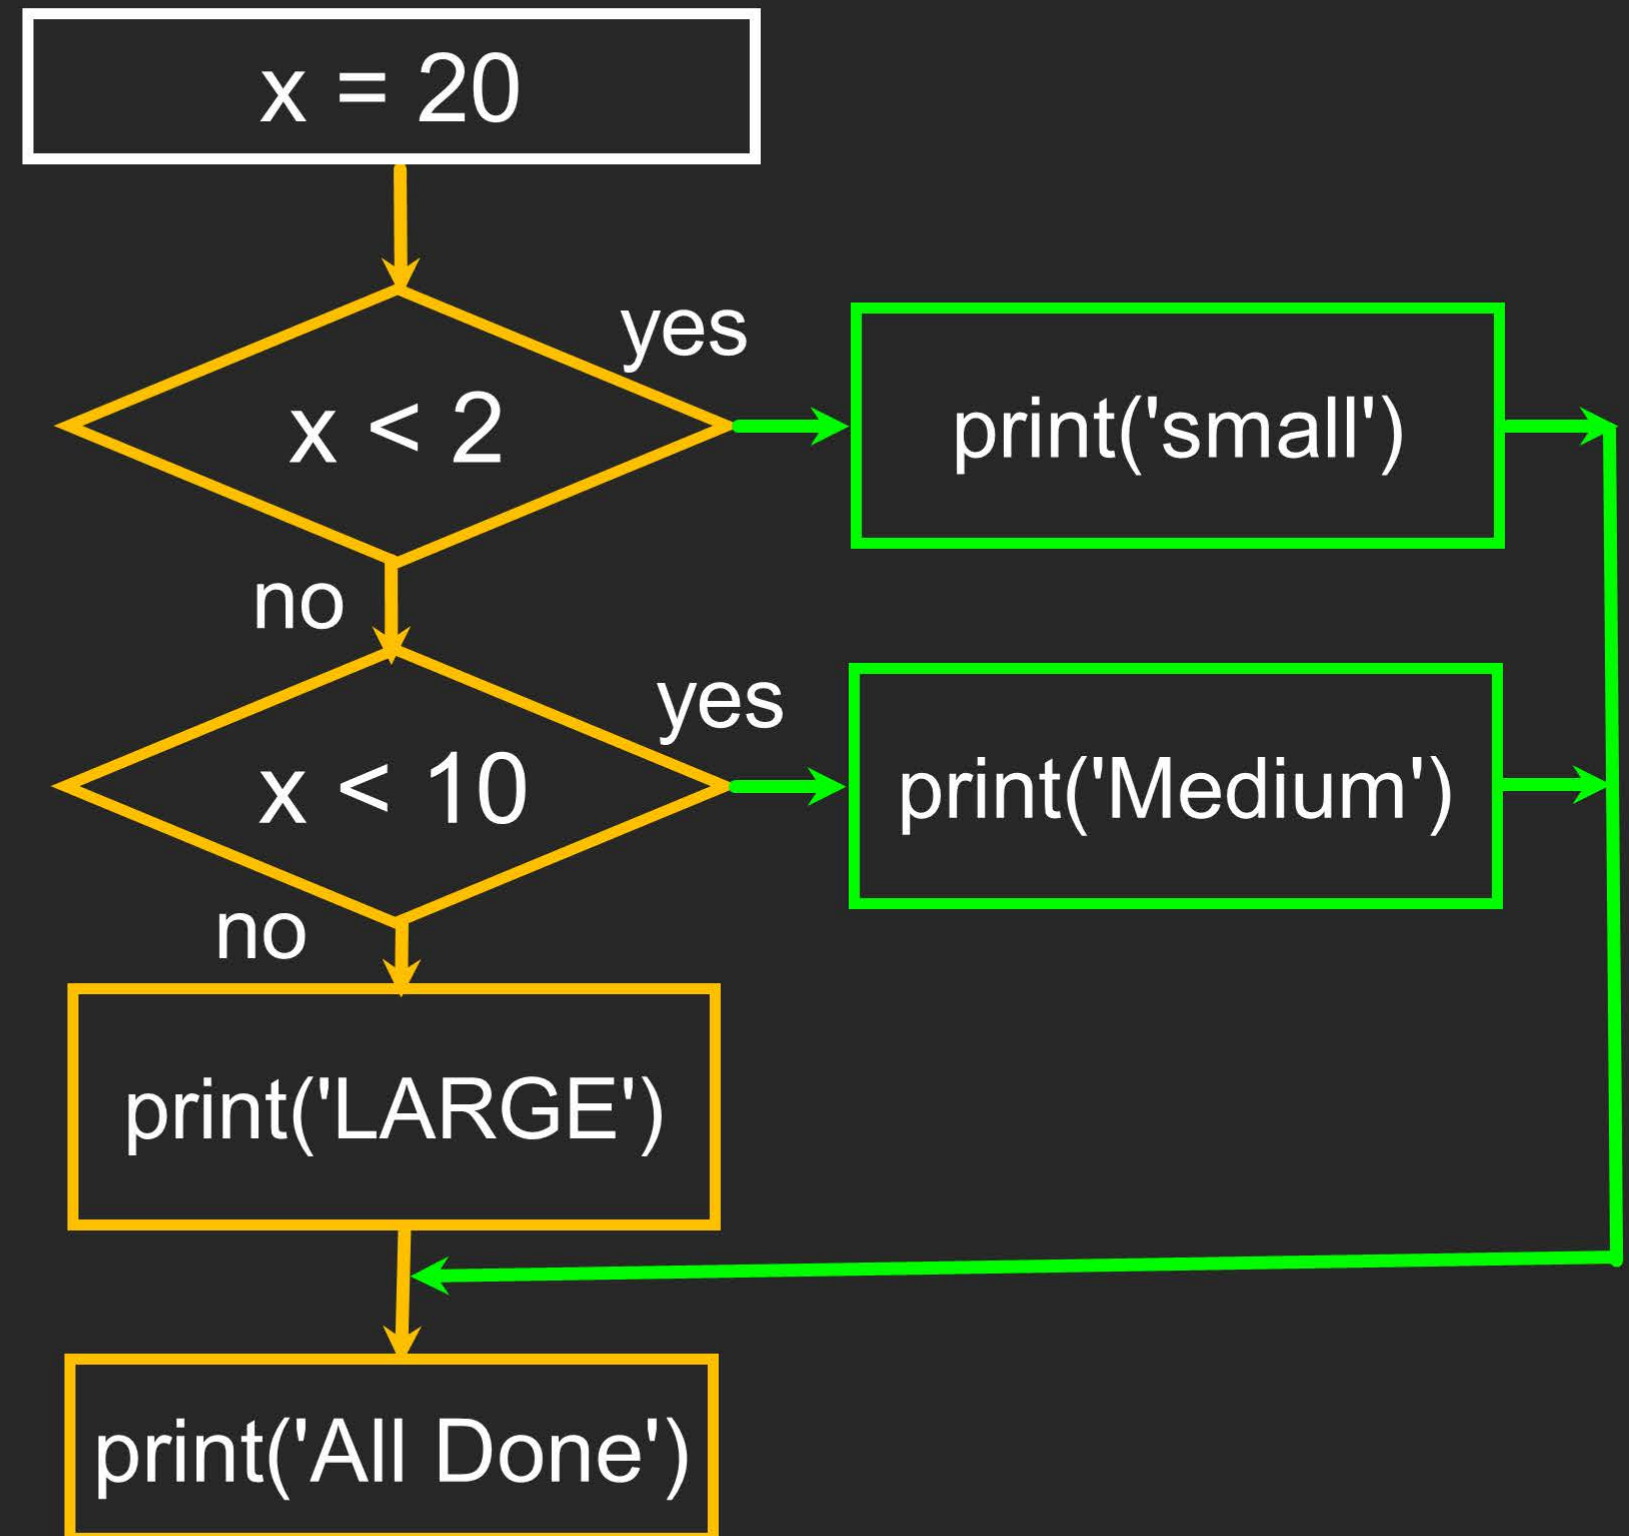 x = 20
yes
x < 2
print('small')
no
yes
x < 10
print('Medium')
no
print('LARGE')
print('All Done')